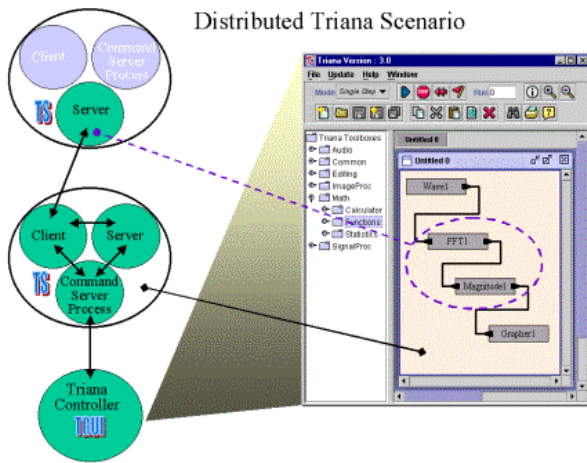 Distributed Triana Scenario
Client
Command
Server
Process
Server
TS
Client
Server
TS
Command
Server
Process
Triana
Controller
TGUI
Triana Version : 3.0
File Update Help Window
Mode Single Step Run 0
Triana Toolboxes
Audio
Common
Editing
ImageProc
Math
Calculator
Functions
Statistics
SignalProc
Untitled 0
Untitled 0
Wave1
FFT1
Magnitude1
Grapher1